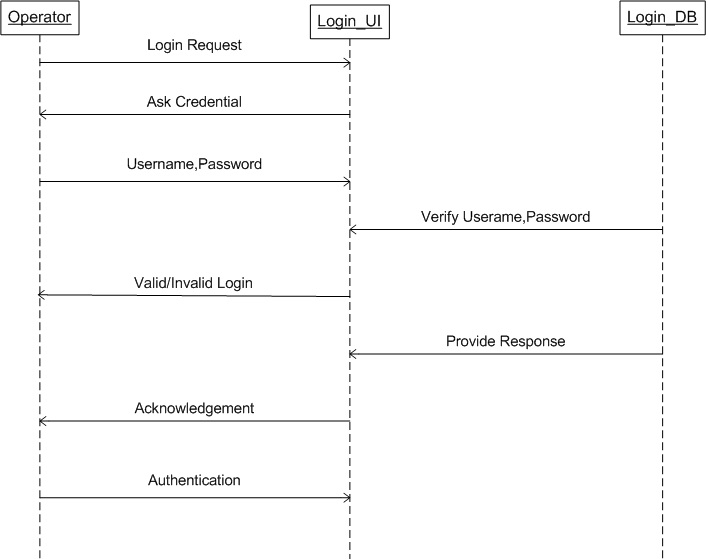 Operator
Login_UI
Login_DB
Login Request
Ask Credential
Username,Password
Verify Userame,Password
Valid/Invalid Login
Provide Response
Acknowledgement
Authentication